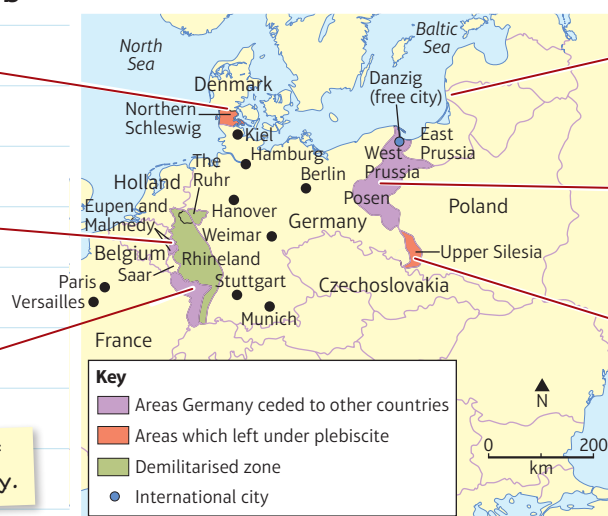 North
Sea
Baltic
Sea
Denmark
Danzig
(free city)
Northern
Schleswig
Kiel
East
Prussia
West
Prussia
The
Ruhr
Hamburg
Berlin
Holland
Posen
Poland
Eupen and
Malmedy
Hanover
Germany
Weimar
Belgium
Rhineland
Upper Silesia
Saar
Stuttgart
Czechoslovakia
Paris
Versailles
Munich
France
Key
Areas Germany ceded to other countries
Areas which left under plebiscite
Demilitarised zone
International city
N
0 200
km
y.